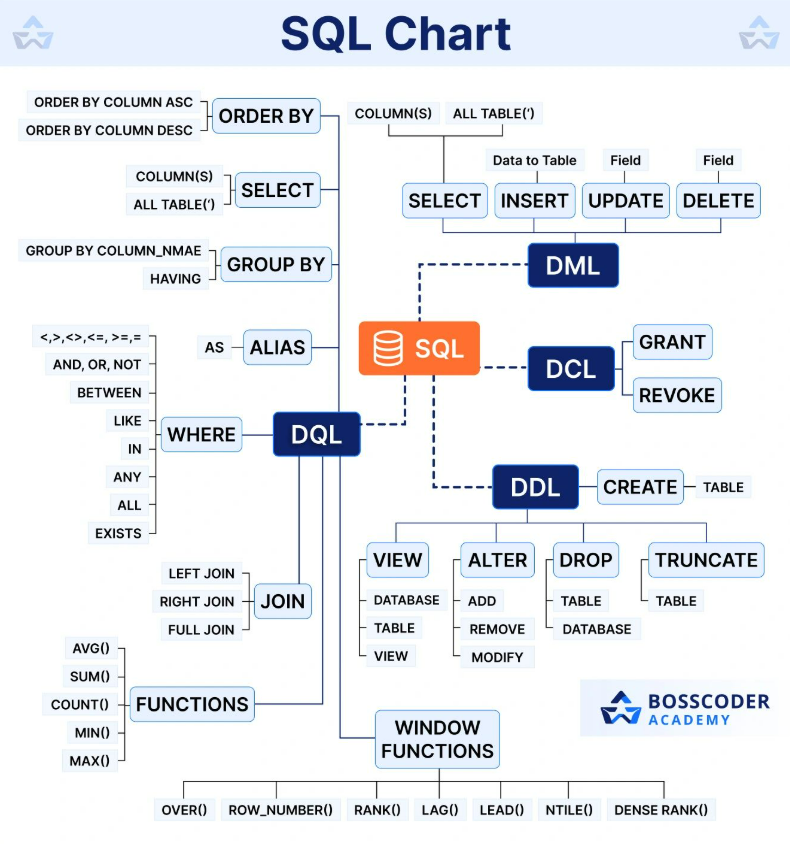 SQL Chart
ORDER BY COLUMN ASC
ORDER BY COLUMN DESC
ORDER BY
COLUMN(S)
ALL TABLE(‘)
SELECT
GROUP BY COLUMN_NMAE
HAVING
GROUP BY
AS
ALIAS
<,>,<>,<=, >=,=
AND, OR, NOT
BETWEEN
LIKE
IN
ANY
ALL
EXISTS
WHERE
DQL
LEFT JOIN
RIGHT JOIN
FULL JOIN
JOIN
AVG()
SUM()
COUNT()
MIN()
MAX()
FUNCTIONS
WINDOW
FUNCTIONS
OVER()
ROW_NUMBER()
RANK()
LAG()
LEAD()
NTILE()
DENSE RANK()
SQL
COLUMN(S)
ALL TABLE(‘)
Data to Table
Field
Field
SELECT
INSERT
UPDATE
DELETE
DML
DCL
GRANT
REVOKE
DDL
CREATE
TABLE
VIEW
DATABASE
TABLE
VIEW
ALTER
ADD
REMOVE
MODIFY
DROP
TABLE
DATABASE
TRUNCATE
TABLE
BOSSCODER
ACADEMY